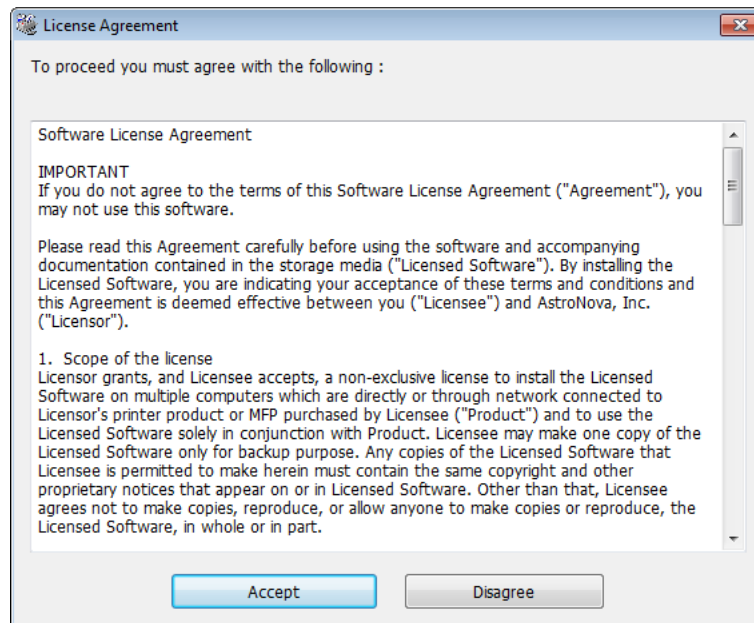 License Agreement
To proceed you must agree with the following :
Software License Agreement
IMPORTANT
If you do not agree to the terms of this Software License Agreement ("Agreement"), you
may not use this software.
Please read this Agreement carefully before using the software and accompanying
documentation contained in the storage media ("Licensed Software"). By installing the
Licensed Software, you are indicating your acceptance of these terms and conditions and
this Agreement is deemed effective between you ("Licensee") and AstroNova, Inc.
("Licensor").
1.  Scope of the license
Licensor grants, and Licensee accepts, a non-exclusive license to install the Licensed
Software on multiple computers which are directly or through network connected to
Licensor's printer product or MFP purchased by Licensee ("Product") and to use the
Licensed Software solely in conjunction with Product. Licensee may make one copy of the
Licensed Software only for backup purpose. Any copies of the Licensed Software that
Licensee is permitted to make herein must contain the same copyright and other
proprietary notices that appear on or in Licensed Software. Other than that, Licensee
agrees not to make copies, reproduce, or allow anyone to make copies or reproduce, the
Licensed Software, in whole or in part.
Accept
Disagree